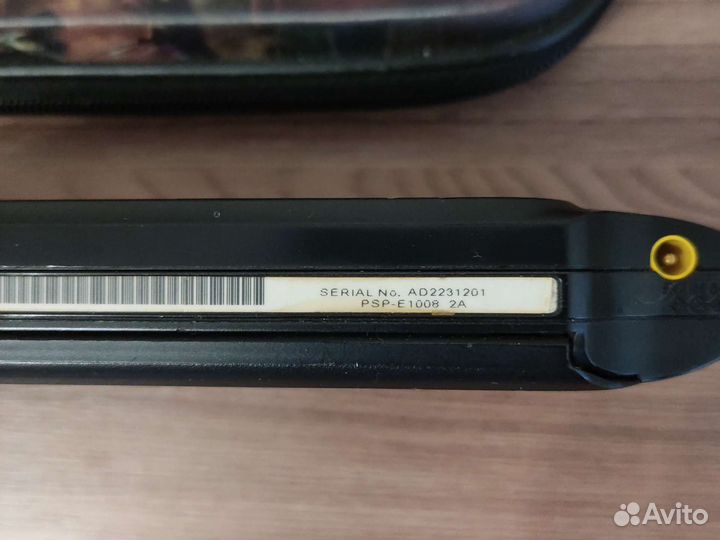 SERIAL No. AD2231201
PSP-E1008 2A
Avito